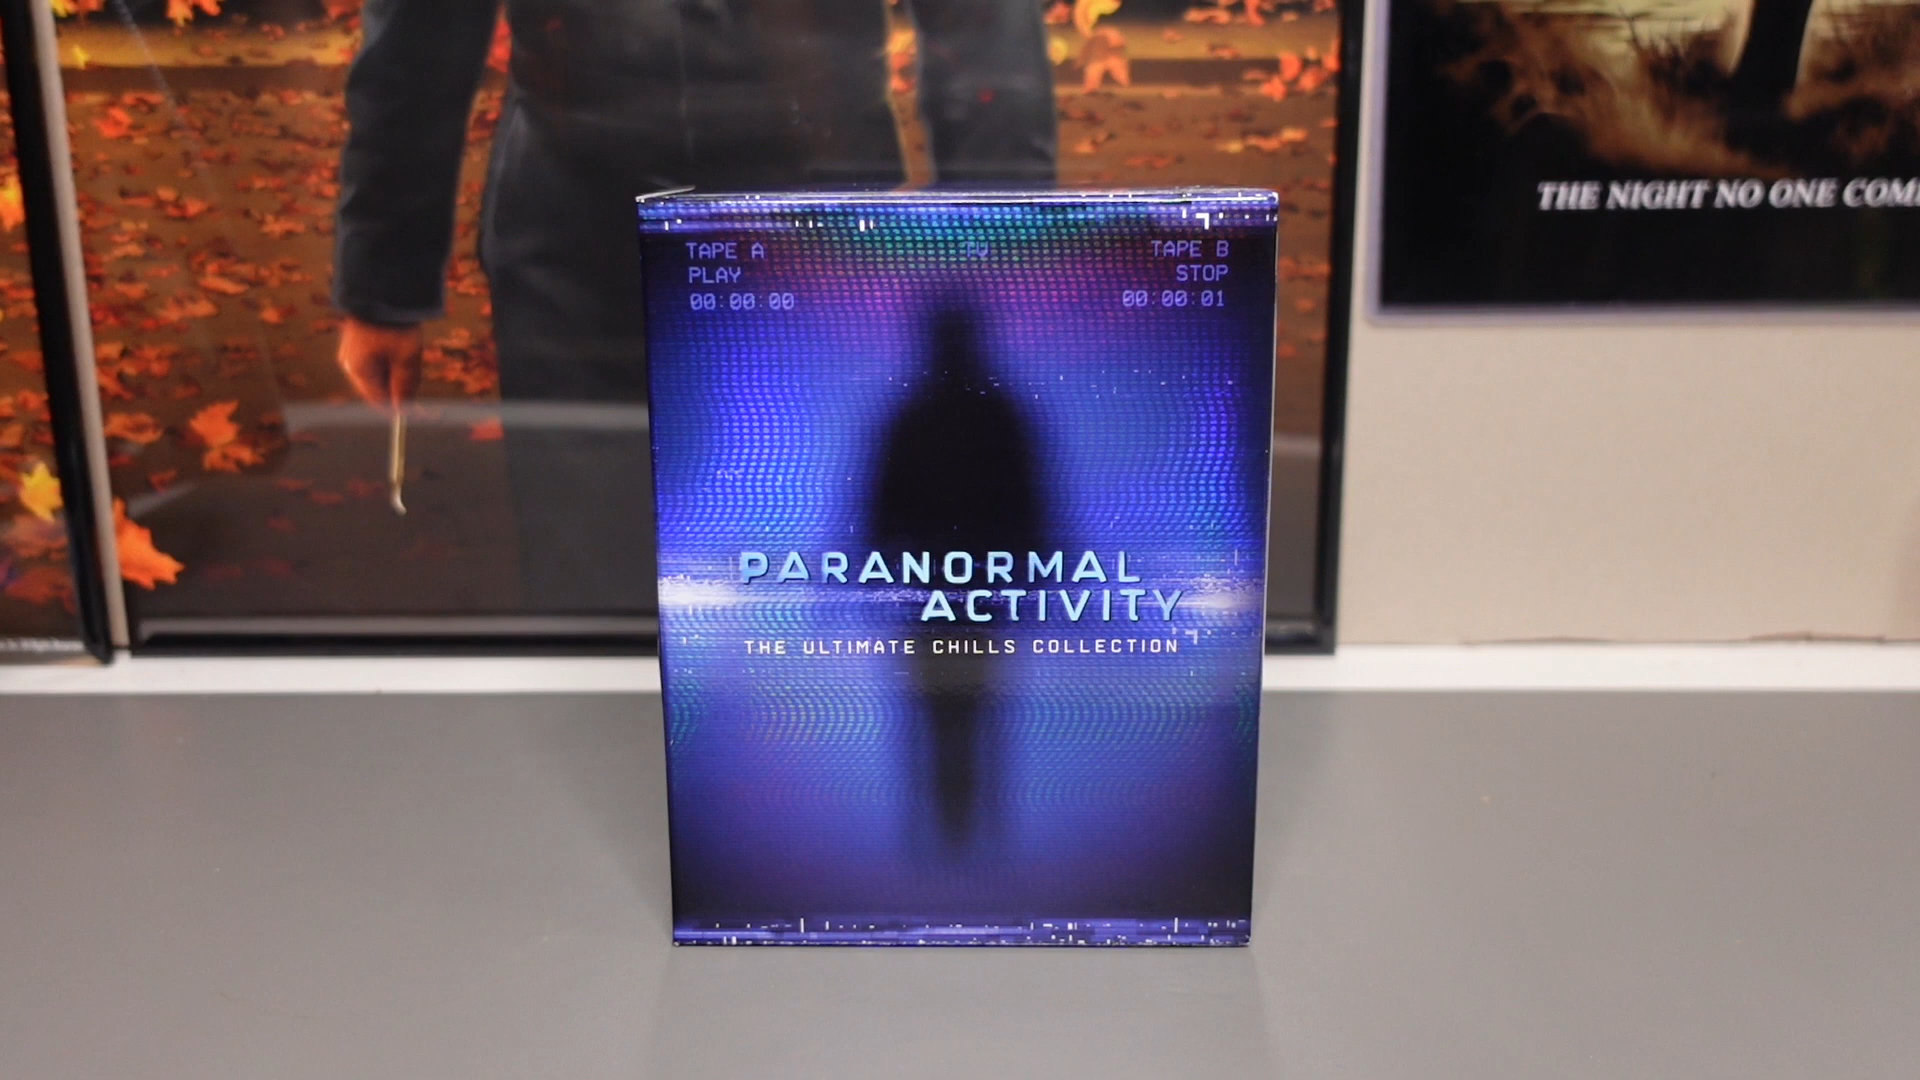 TAPE A
PLAY
00:00:00
TV
TAPE B
STOP
00:00:01
PARANORMAL
ACTIVITY
THE ULTIMATE CHILLS COLLECTION
THE NIGHT NO ONE